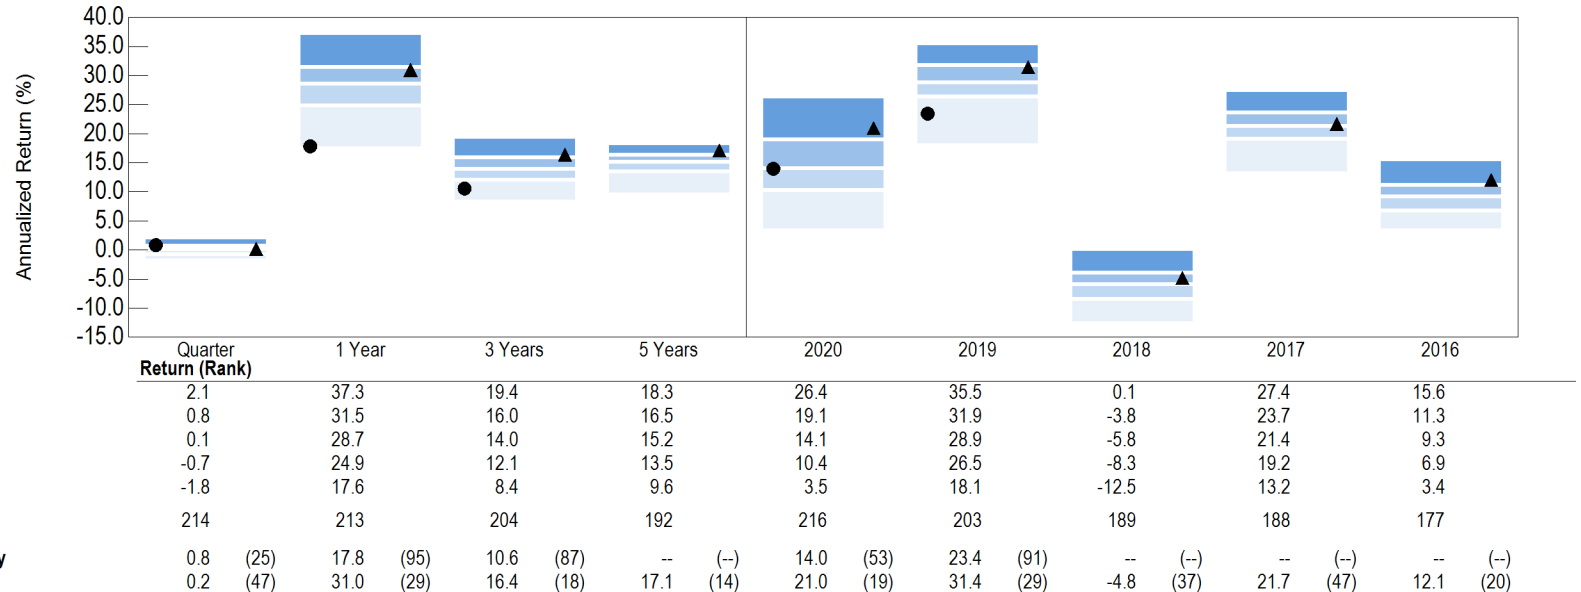 40.0
35.0
30.0
25.0
20.0
15.0
10.0
5.0
0.0
-5.0
-10.0
-15.0
Annualized Return (%)
Quarter 1 Year 3 Years 5 Years 2020 2019 2018 2017 2016
Return (Rank)
2.1 37.3 19.4 18.3 26.4 35.5 0.1 27.4 15.6
0.8 31.5 16.0 16.5 19.1 31.9 -3.8 23.7 11.3
0.1 28.7 14.0 15.2 14.1 28.9 -5.8 21.4 9.3
-0.7 24.9 12.1 13.5 10.4 26.5 -8.3 19.2 6.9
-1.8 17.6 8.4 9.6 3.5 18.1 -12.5 13.2 3.4
214 213 204 192 216 203 189 188 177
y 0.8 (25) 17.8 (95) 10.6 (87) -- (--) 14.0 (53) 23.4 (91) -- (--) -- (--) -- (--)
0.2 (47) 31.0 (29) 16.4 (18) 17.1 (14) 21.0 (19) 31.4 (29) -4.8 (37) 21.7 (47) 12.1 (20)